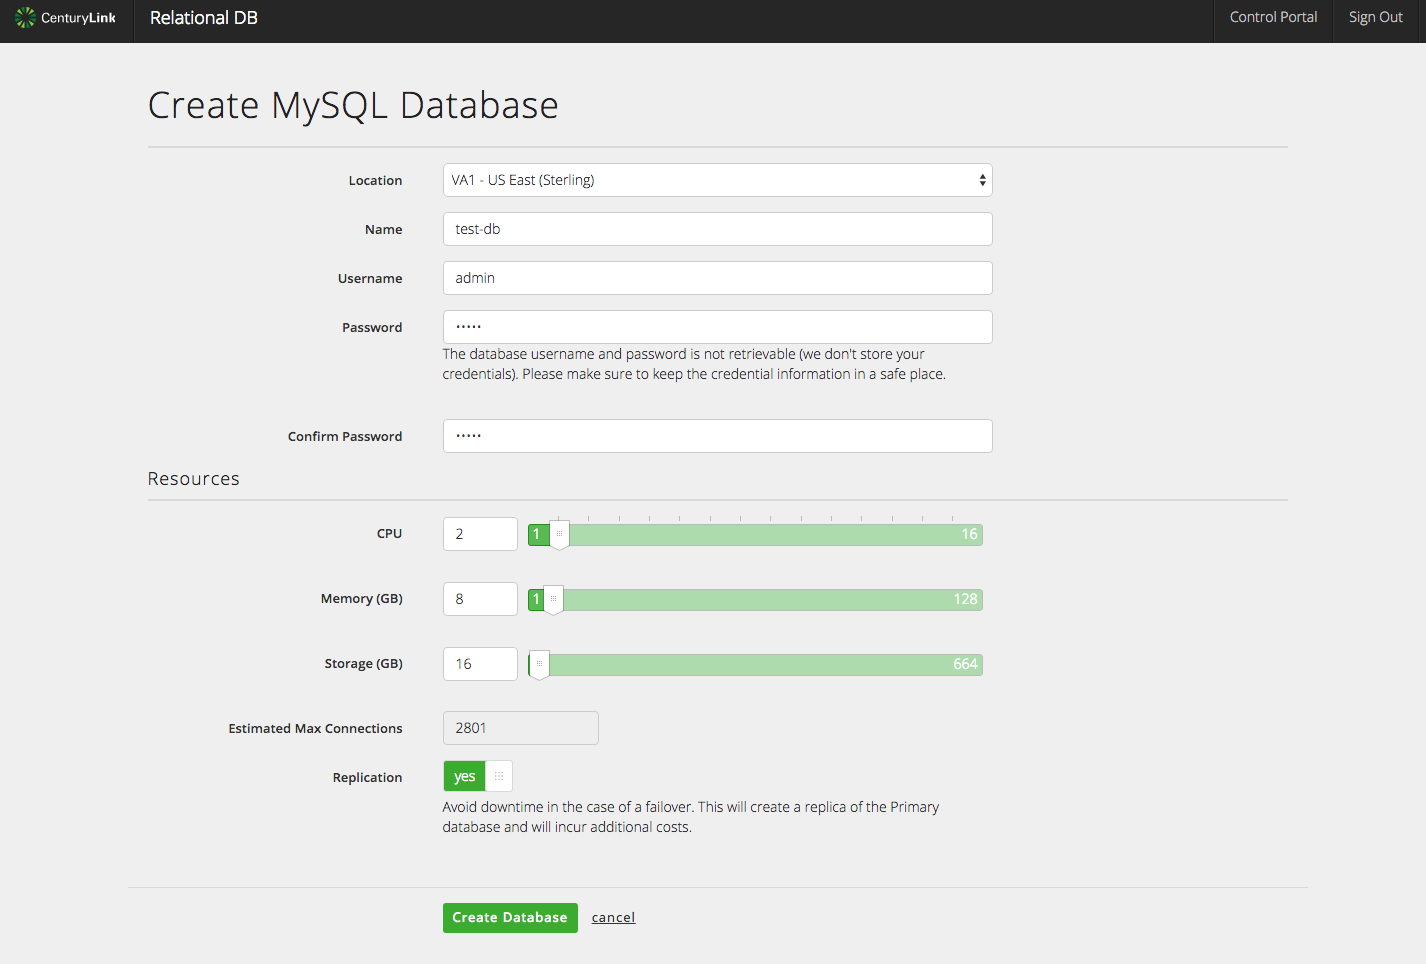 CenturyLink Relational DB Control Portal Sign Out
Create MySQL Database
Location VA1 - US East (Sterling)
Name test-db
Username admin
Password •••••
The database username and password is not retrievable (we don't store your
credentials). Please make sure to keep the credential information in a safe place.
Confirm Password •••••
Resources
CPU 2 1 16
Memory (GB) 8 1 128
Storage (GB) 16 664
Estimated Max Connections 2801
Replication yes
Avoid downtime in the case of a failover. This will create a replica of the Primary
database and will incur additional costs.
Create Database cancel